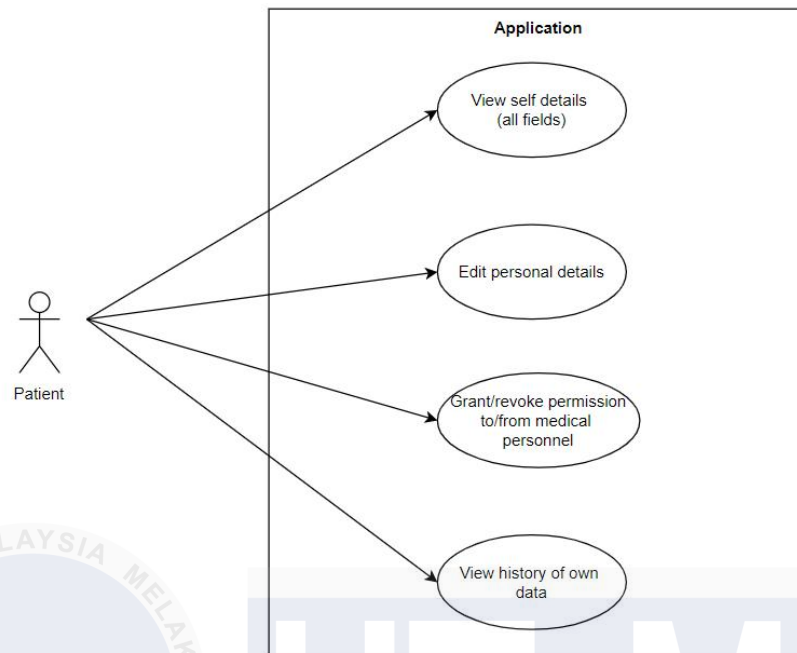 Application
View self details
(all fields)
Edit personal details
Patient
Grant/revoke permission
to/from medical
personnel
View history of own
data